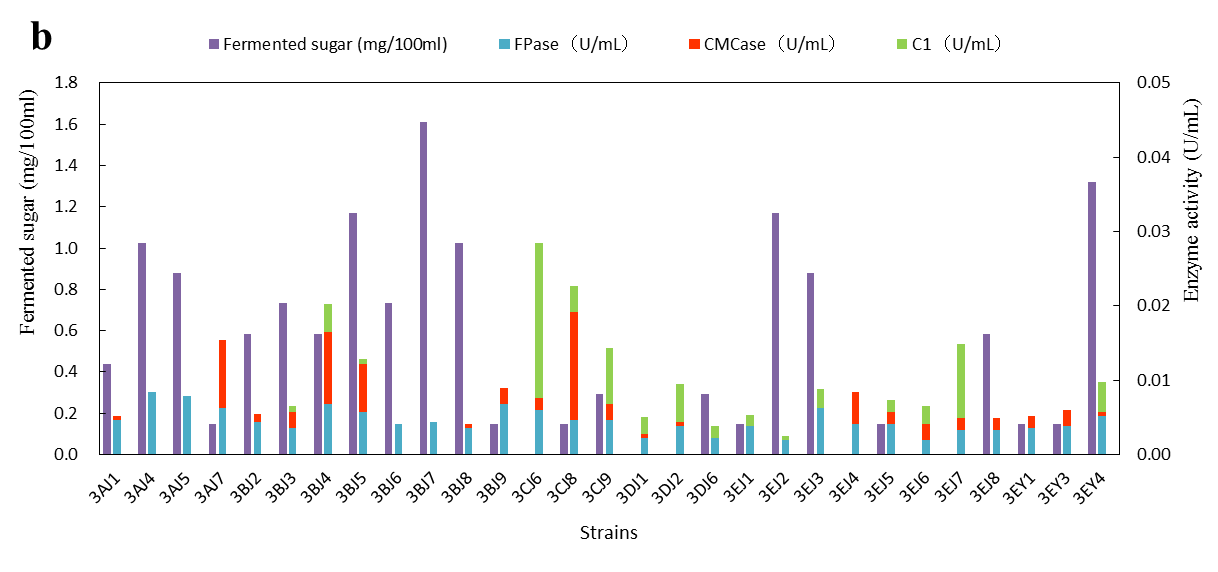 b
Fermented sugar (mg/100ml) FPase（U/mL） CMCase（U/mL） C1（U/mL）
1.8
1.6
1.4
1.2
1.0
0.8
0.6
0.4
0.2
0.0
Fermented sugar (mg/100ml)
0.05
0.04
0.03
0.02
0.01
0.00
Enzyme activity (U/mL)
3AJ1 3AJ4 3AJ5 3AJ7 3BJ2 3BJ3 3BJ4 3BJ5 3BJ6 3BJ7 3BJ8 3BJ9 3CJ6 3CJ8 3CJ9 3DJ1 3DJ2 3DJ6 3EJ1 3EJ2 3EJ3 3EJ4 3EJ5 3EJ6 3EJ7 3EJ8 3EY1 3EY3 3EY4
Strains